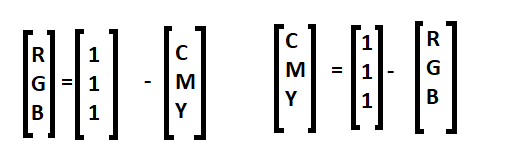 R 1 C C 1 R
G = 1 - M M = 1 - G
B 1 Y Y 1 B